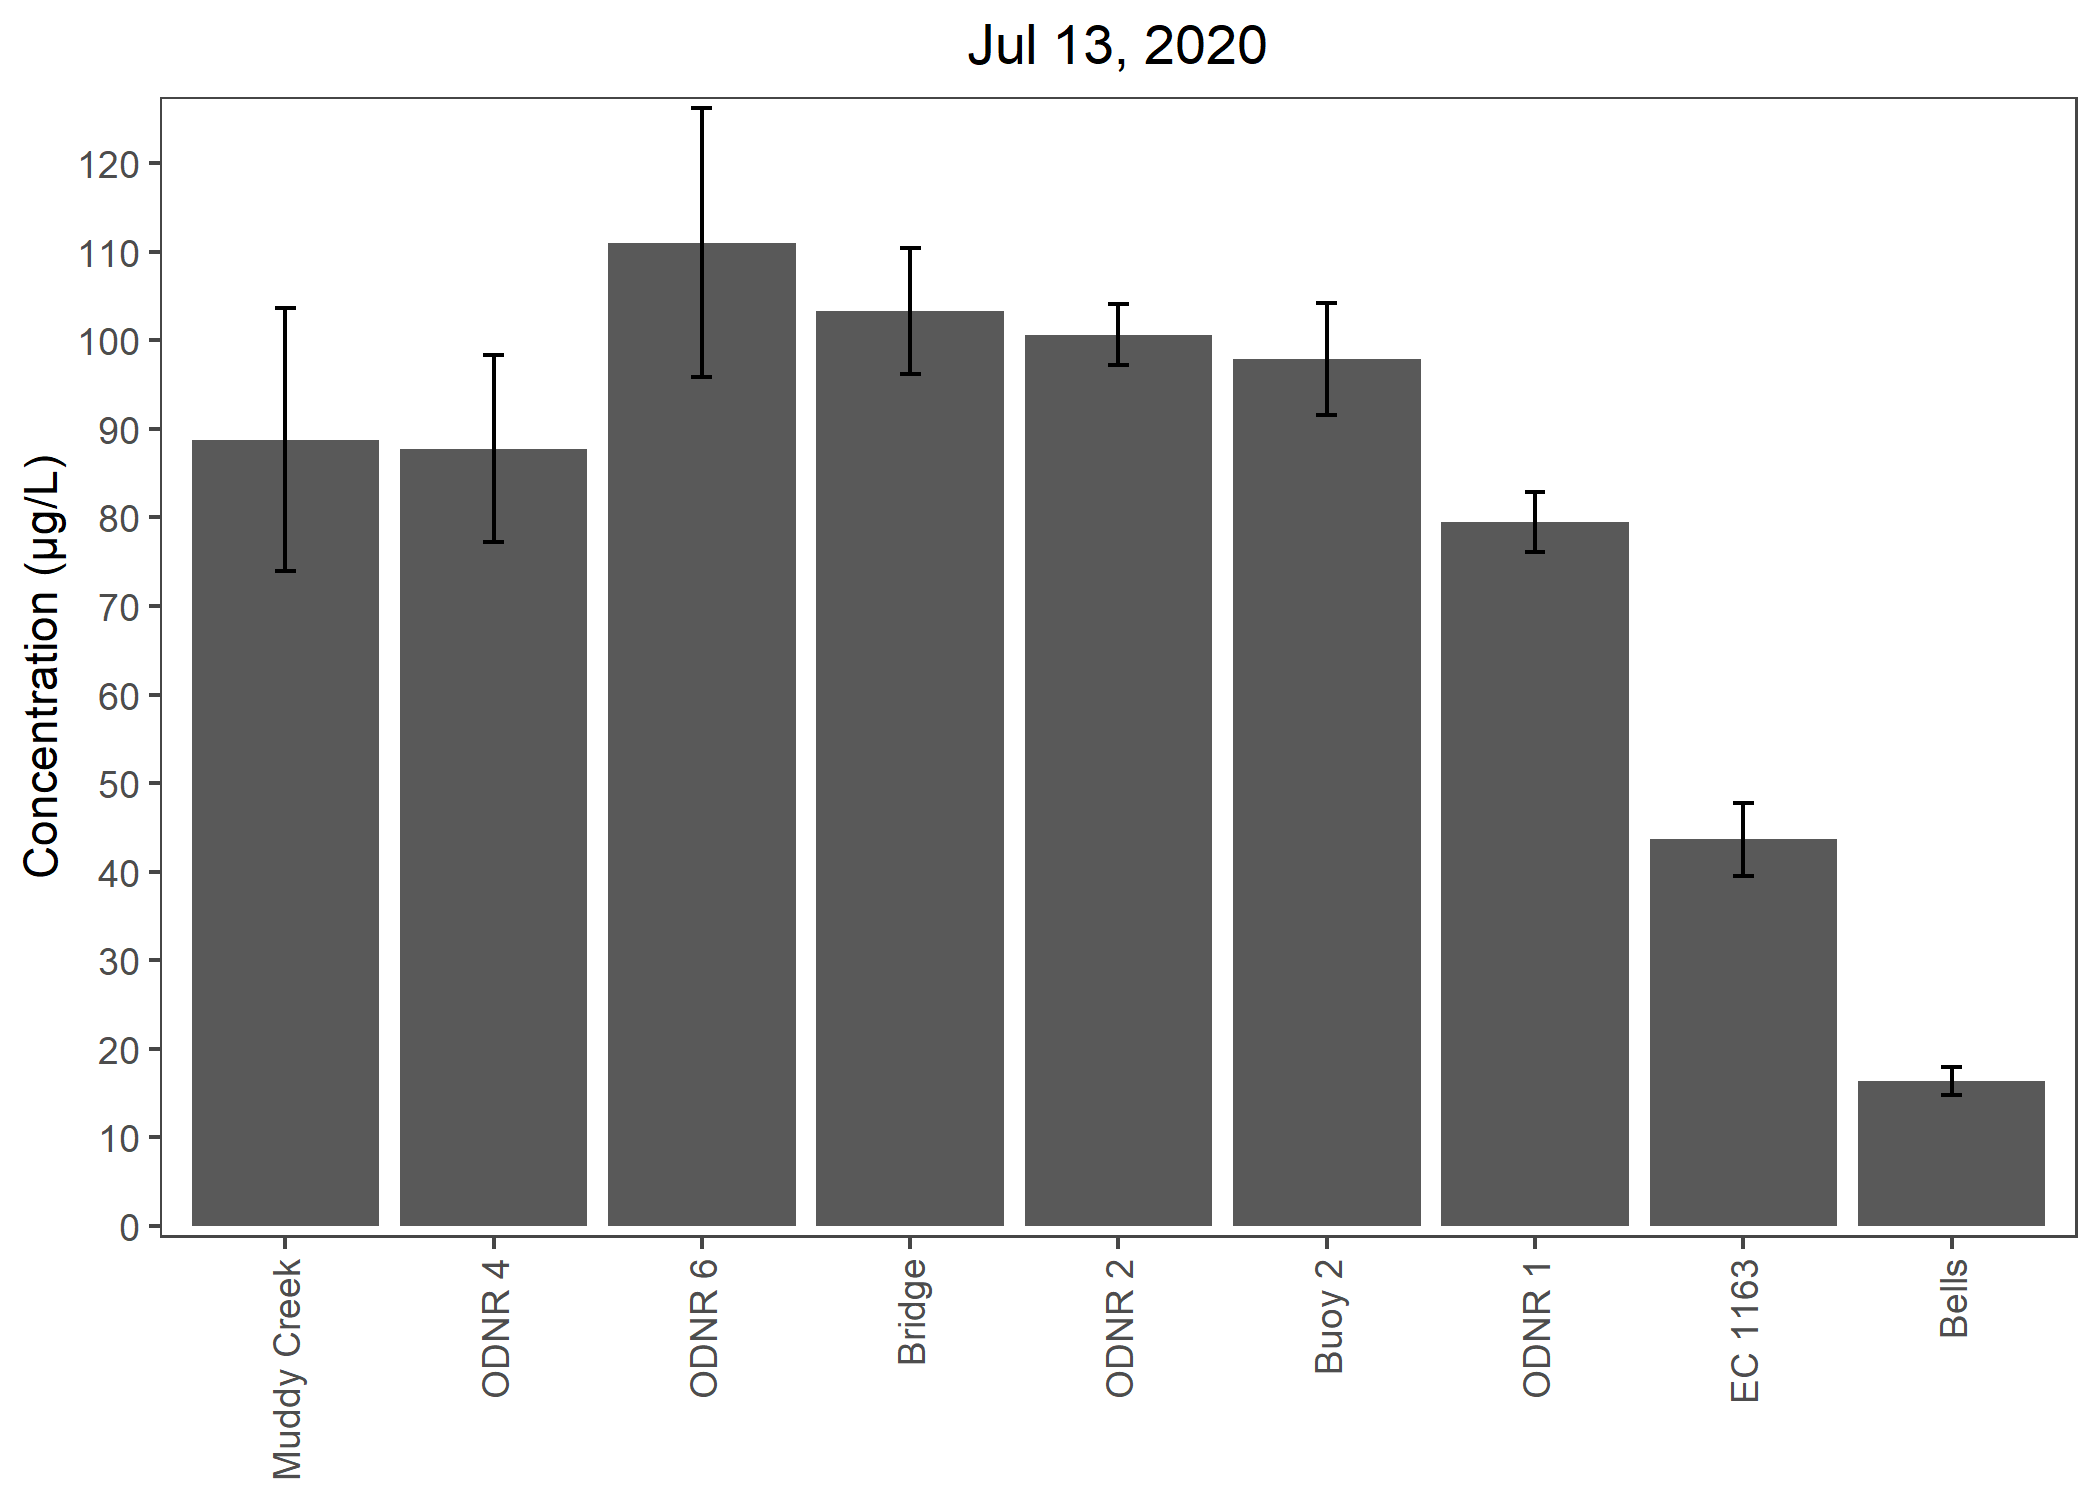 Jul 13, 2020
Concentration (µg/L)
120
110
100
90
80
70
60
50
40
30
20
10
0
Muddy Creek
ODNR 4
ODNR 6
Bridge
ODNR 2
Buoy 2
ODNR 1
EC 1163
Bells